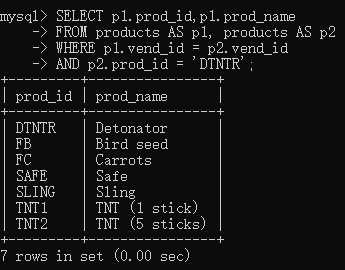 mysql> SELECT p1.prod_id,p1.prod_name
    -> FROM products AS p1, products AS p2
    -> WHERE p1.vend_id = p2.vend_id
    -> AND p2.prod_id = 'DTNTR';
+---------+----------------+
| prod_id | prod_name      |
+---------+----------------+
| DTNTR   | Detonator      |
| FB      | Bird seed      |
| FC      | Carrots        |
| SAFE    | Safe           |
| SLING   | Sling          |
| TNT1    | TNT (1 stick)  |
| TNT2    | TNT (5 sticks) |
+---------+----------------+
7 rows in set (0.00 sec)